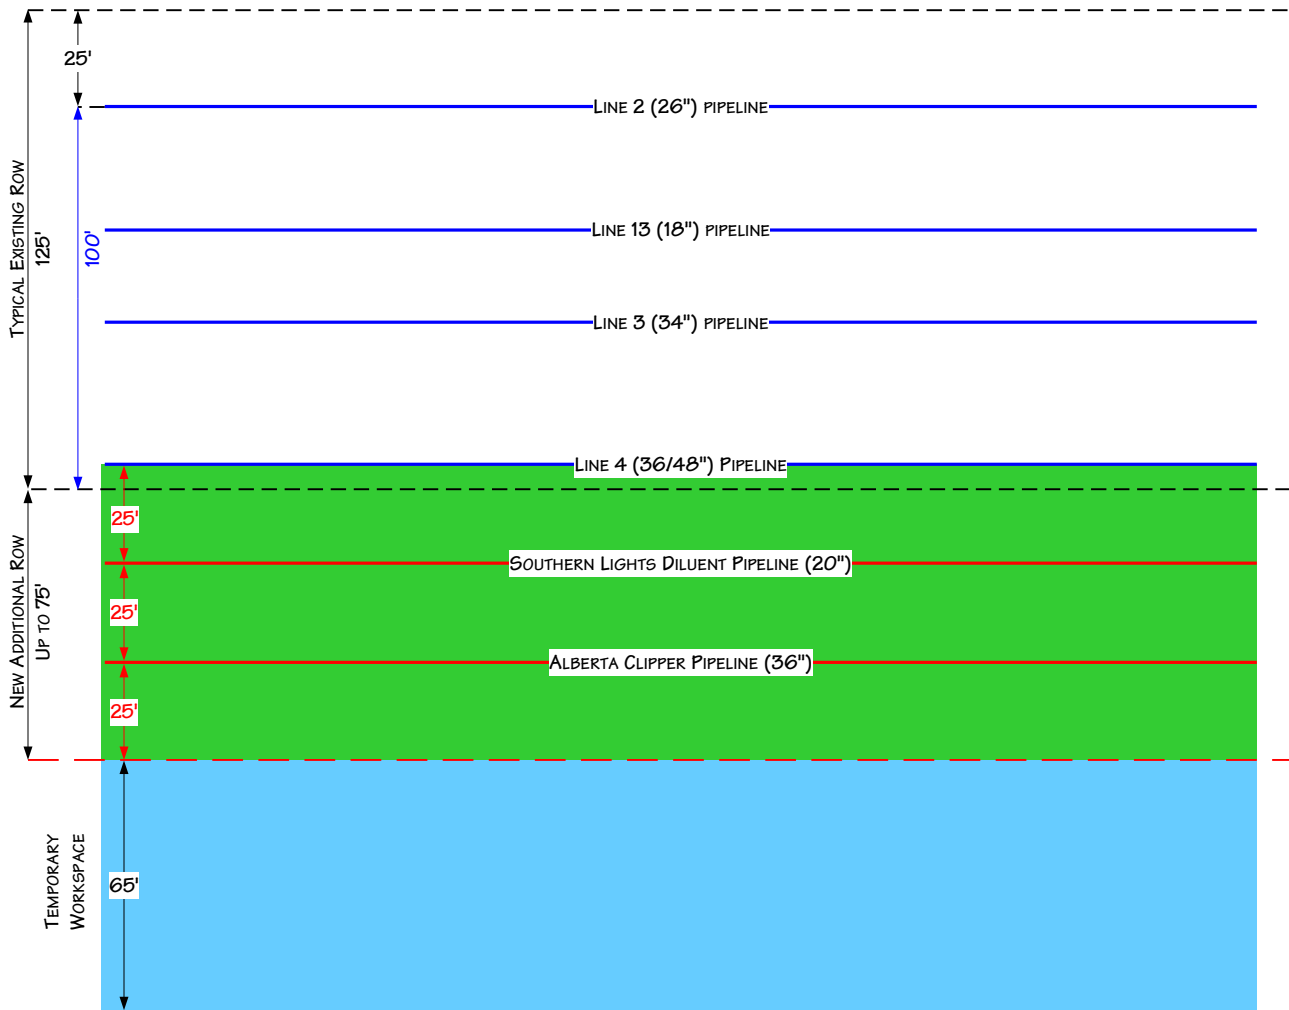 25'
Line 2 (26") pipeline
Typical Existing Row
125'
100'
Line 13 (18") pipeline
Line 3 (34") pipeline
Line 4 (36/48") Pipeline
New Additional Row
Up to 75'
25'
Southern Lights Diluent Pipeline (20")
25'
Alberta Clipper Pipeline (36")
25'
Temporary
Workspace
65'